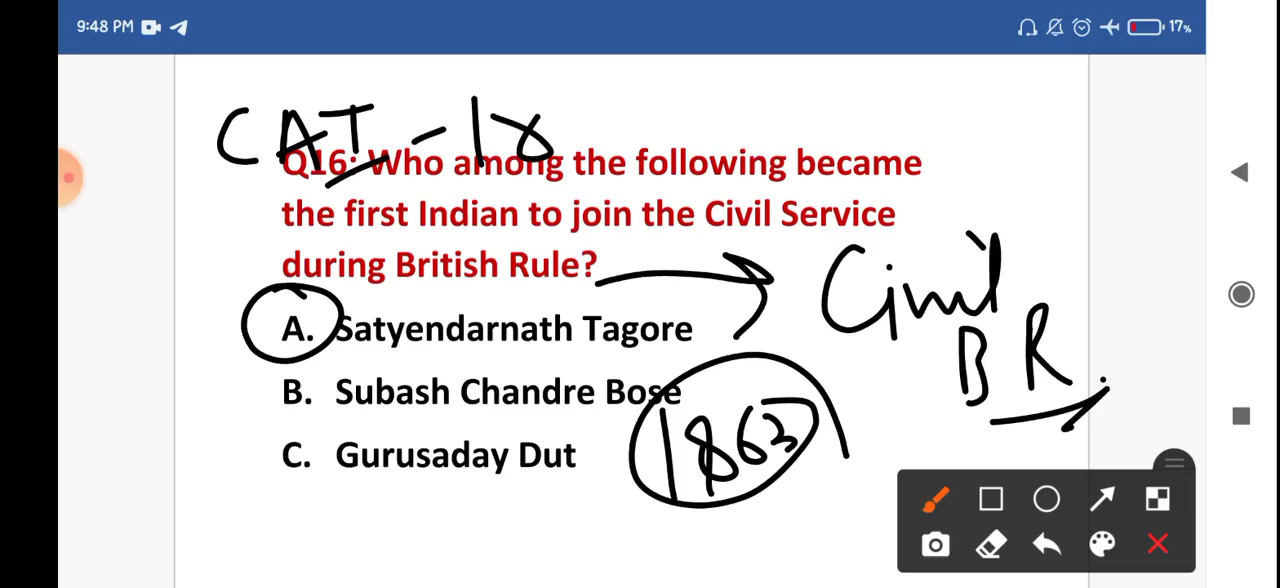 9:48 PM 17%
CAT - 18
Q16: Who among the following became
the first Indian to join the Civil Service
during British Rule?
Civil
B R
A. Satyendarnath Tagore
B. Subash Chandre Bose
1863
C. Gurusaday Dut